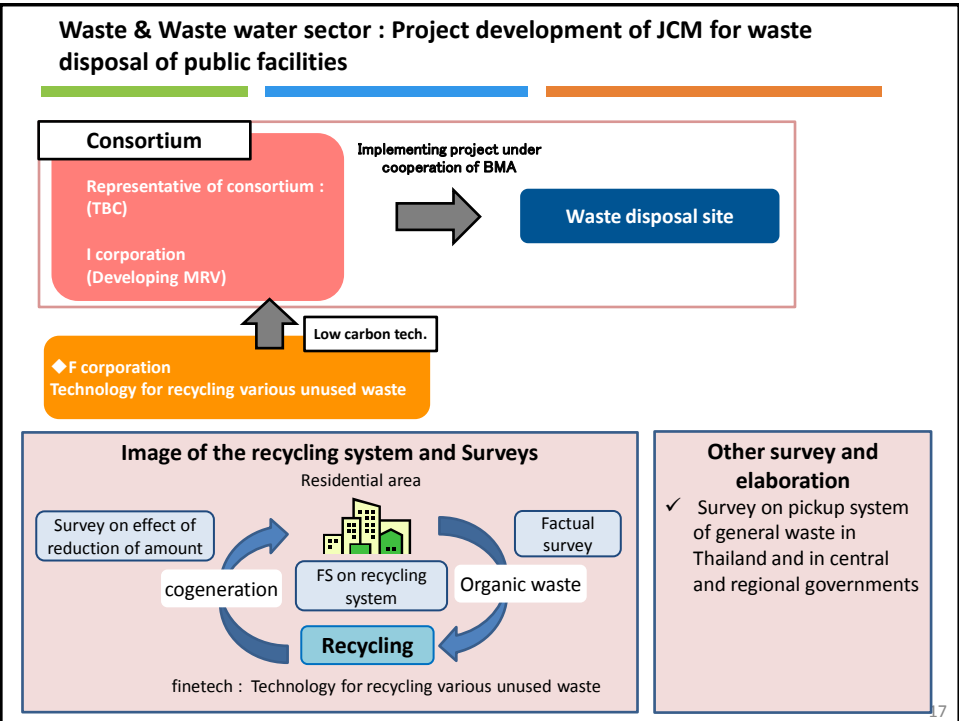 Waste & Waste water sector : Project development of JCM for waste
disposal of public facilities
Consortium
Representative of consortium :
(TBC)
I corporation
(Developing MRV)
Implementing project under
cooperation of BMA
Waste disposal site
Low carbon tech.
◆F corporation
Technology for recycling various unused waste
Image of the recycling system and Surveys
Residential area
Survey on effect of
reduction of amount
Factual
survey
cogeneration
FS on recycling
system
Organic waste
Recycling
finetech : Technology for recycling various unused waste
Other survey and
elaboration
✓ Survey on pickup system
of general waste in
Thailand and in central
and regional governments
17